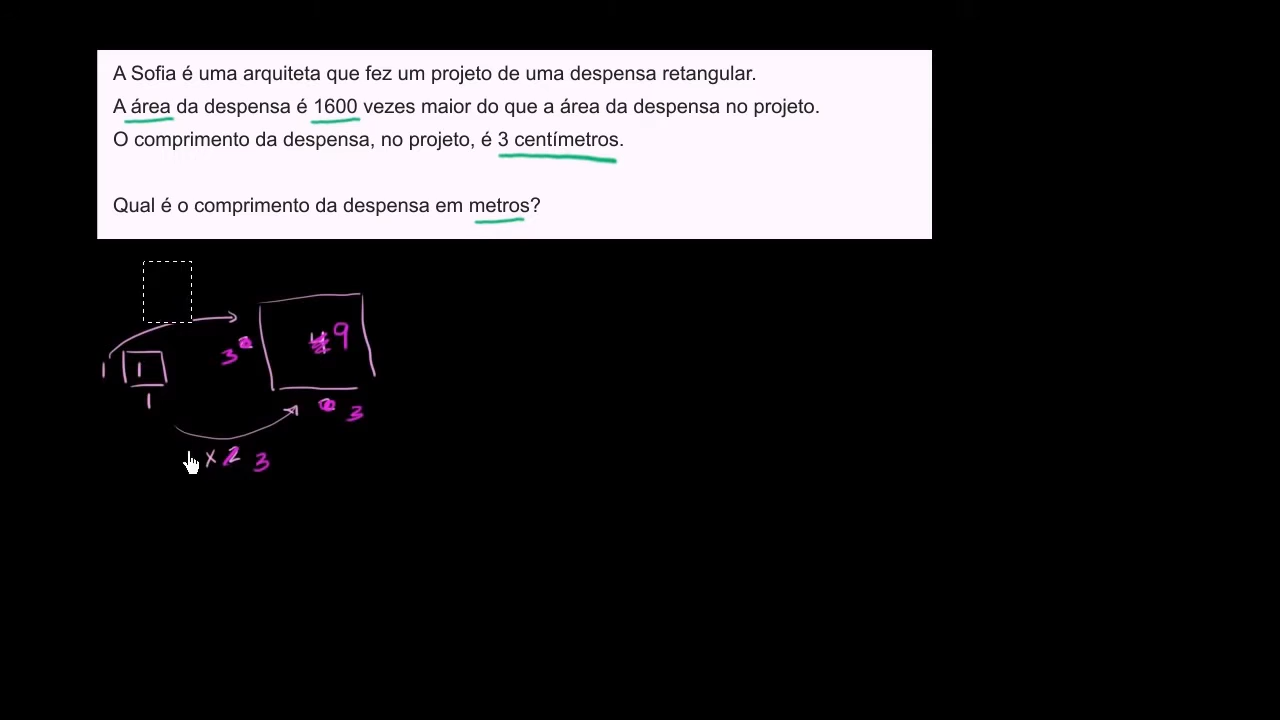 A Sofia é uma arquiteta que fez um projeto de uma despensa retangular.
A área da despensa é 1600 vezes maior do que a área da despensa no projeto.
O comprimento da despensa, no projeto, é 3 centímetros.
Qual é o comprimento da despensa em metros?
9
3
1 1
1
3
x 2 3